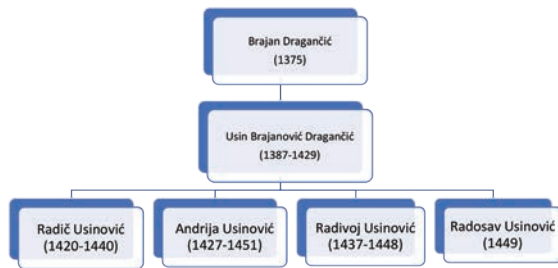 Brajan Dragančić
(1375)
Usin Brajanović Dragančić
(1387-1429)
Radič Usinović
(1420-1440)
Andrija Usinović
(1427-1451)
Radivoj Usinović
(1437-1448)
Radosav Usinović
(1449)